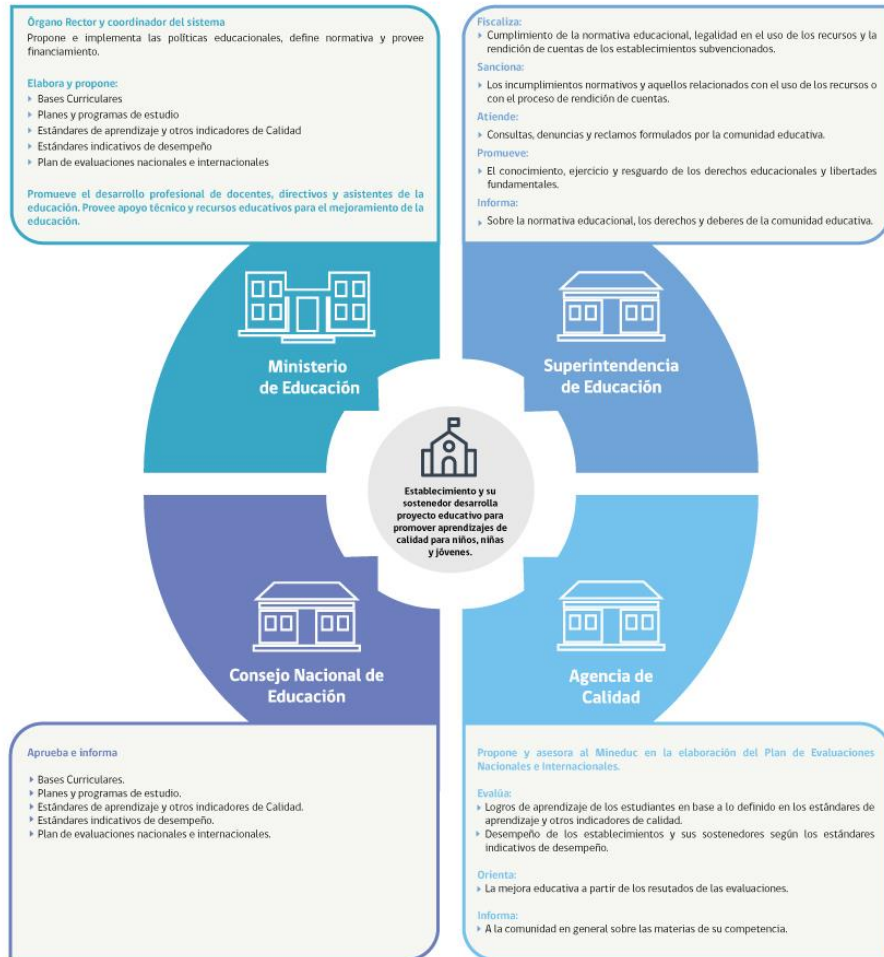 Órgano Rector y coordinador del sistema
Propone e implementa las políticas educacionales, define normativa y provee
financiamiento.
Elabora y propone:
Bases Curriculares
Planes y programas de estudio
Estándares de aprendizaje y otros indicadores de Calidad
Estándares indicativos de desempeño
Plan de evaluaciones nacionales e internacionales
Promueve el desarrollo profesional de docentes, directivos y asistentes de la
educación. Provee apoyo técnico y recursos educativos para el mejoramiento de la
educación.
Fiscaliza:
Cumplimiento de la normativa educacional, legalidad en el uso de los recursos y la
rendición de cuentas de los establecimientos subvencionados.
Sanciona:
Los incumplimientos normativos y aquellos relacionados con el uso de los recursos o
con el proceso de rendición de cuentas.
Atiende:
Consultas, denuncias y reclamos formulados por la comunidad educativa.
Promueve:
El conocimiento, ejercicio y resguardo de los derechos educacionales y libertades
fundamentales.
Informa:
Sobre la normativa educacional, los derechos y deberes de la comunidad educativa.
Ministerio
de Educación
Superintendencia
de Educación
Establecimiento y su
sostenedor desarrolla
proyecto educativo para
promover aprendizajes de
calidad para niños, niñas
y jóvenes.
Consejo Nacional de
Educación
Agencia de
Calidad
Aprueba e informa
Bases Curriculares.
Planes y programas de estudio.
Estándares de aprendizaje y otros indicadores de Calidad.
Estándares indicativos de desempeño.
Plan de evaluaciones nacionales e internacionales.
Propone y asesora al Mineduc en la elaboración del Plan de Evaluaciones
Nacionales e Internacionales.
Evalúa:
Logros de aprendizaje de los estudiantes en base a lo definido en los estándares de
aprendizaje y otros indicadores de calidad.
Desempeño de los establecimientos y sus sostenedores según los estándares
indicativos de desempeño.
Orienta:
La mejora educativa a partir de los resutados de las evaluaciones.
Informa:
A la comunidad en general sobre las materias de su competencia.